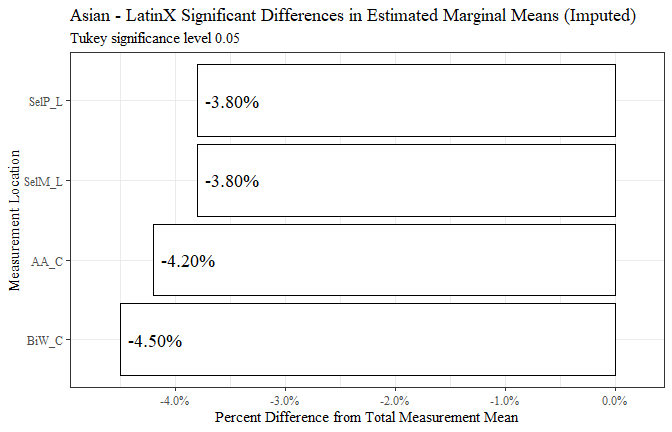 Asian - LatinX Significant Differences in Estimated Marginal Means (Imputed)
Tukey significance level 0.05
Measurement Location
SelP_L
-3.80%
SelM_L
-3.80%
AA_C
-4.20%
BiW_C
-4.50%
-4.0%
-3.0%
-2.0%
-1.0%
0.0%
Percent Difference from Total Measurement Mean